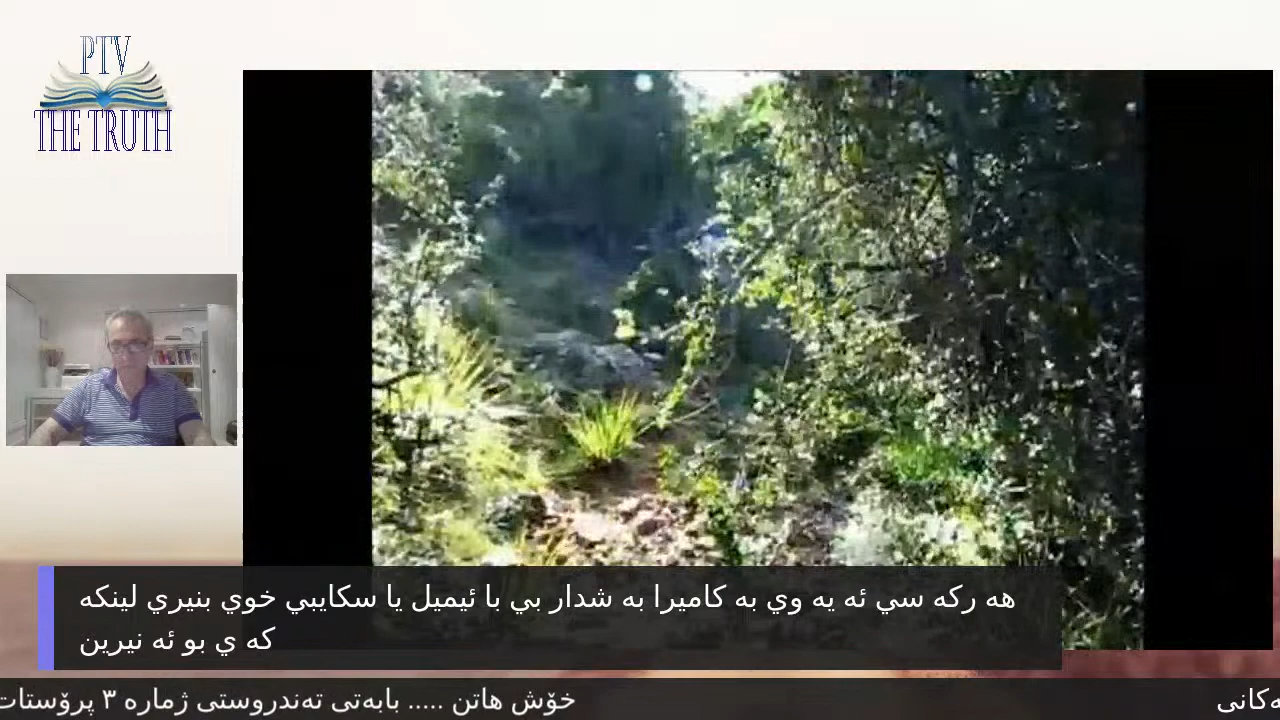 PTV
THE TRUTH
هه ركه سي ئه يه وي به كاميرا به شدار بي با ئيميل يا سكايبي خوي بنيري لينكه
كه ي بو ئه نيرين
خۆش هاتن ..... بابەتی تەندروستی ژمارە ٣ پرۆستات
ەکانی